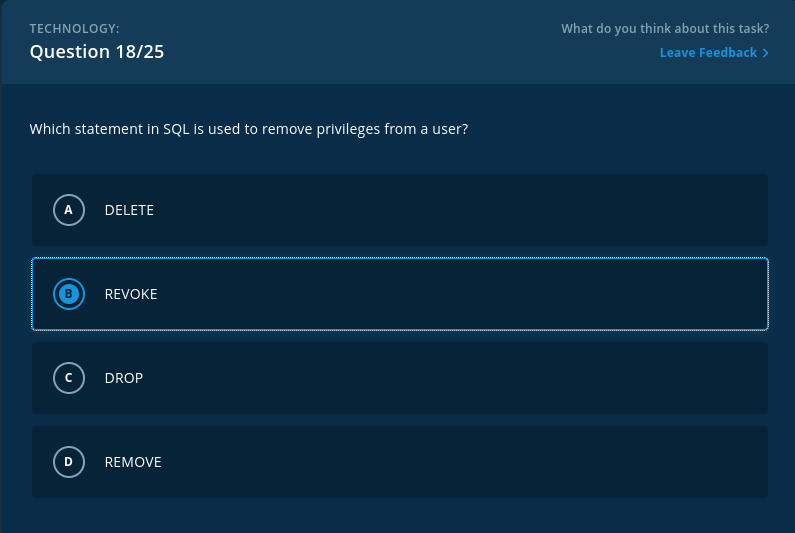 TECHNOLOGY:
What do you think about this task?
Question 18/25
Leave Feedback >
Which statement in SQL is used to remove privileges from a user?
A DELETE
B REVOKE
C DROP
D REMOVE